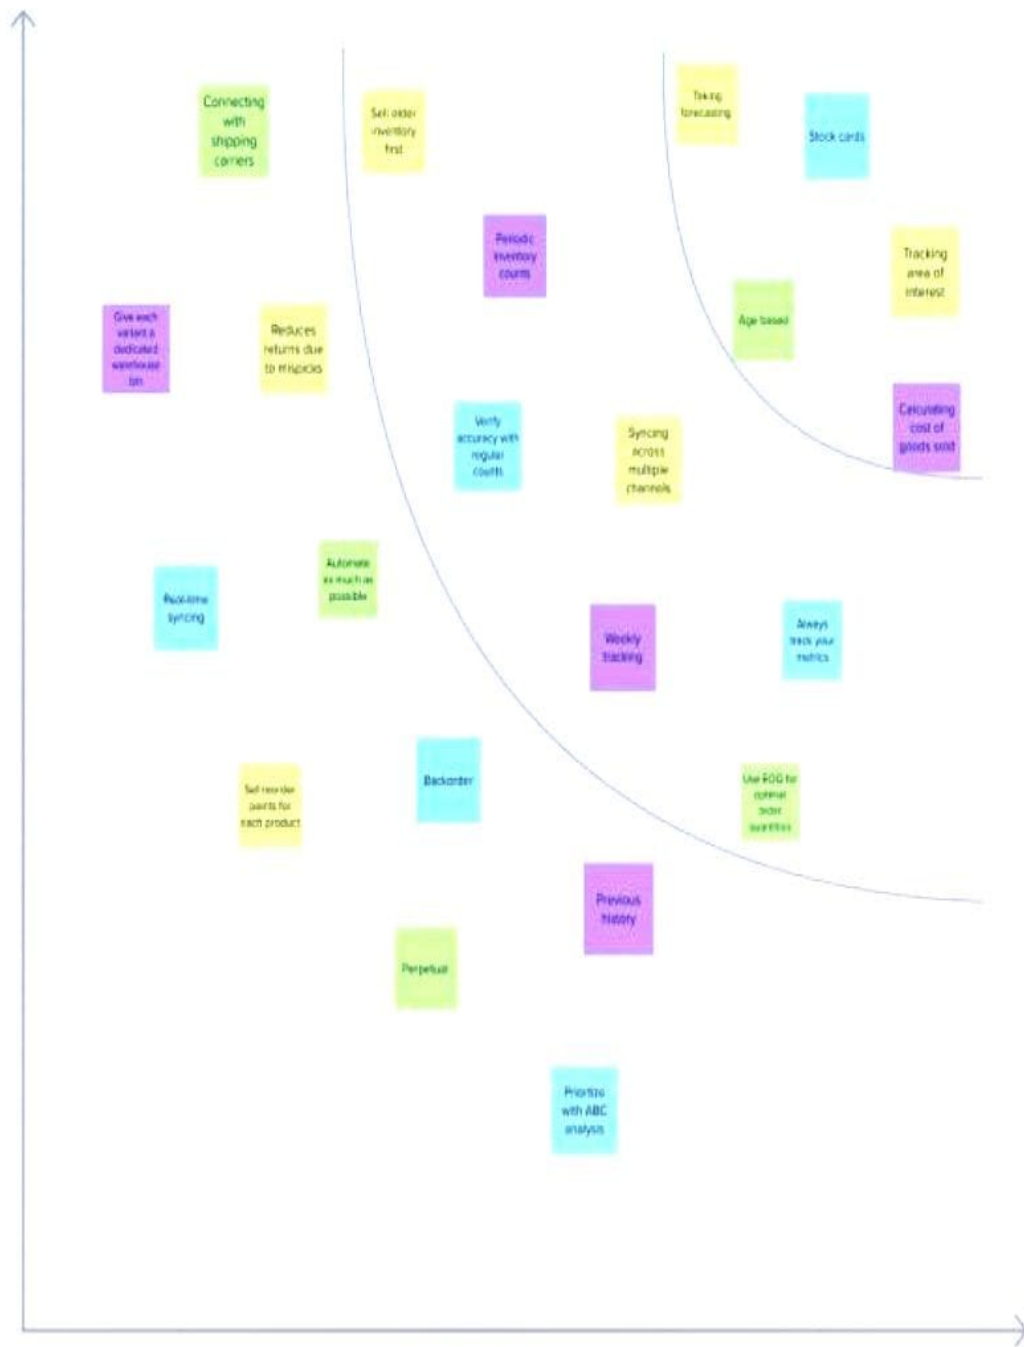 Connecting
with
shipping
carriers
Sell older
inventory
first
Taking
forecasting
Stock cards
Periodic
inventory
counts
Tracking
area of
interest
Age based
Give each
variant a
dedicated
warehouse
bin
Reduces
returns due
to mispicks
Calculating
cost of
goods sold
Verify
accuracy with
regular
counts
Syncing
across
multiple
channels
Automate
as much as
possible
Real-time
syncing
Weekly
tracking
Always
track your
metrics
Backorder
Set reorder
points for
each product
Use EOQ for
optimal
order
quantities
Previous
history
Perpetual
Prioritize
with ABC
analysis